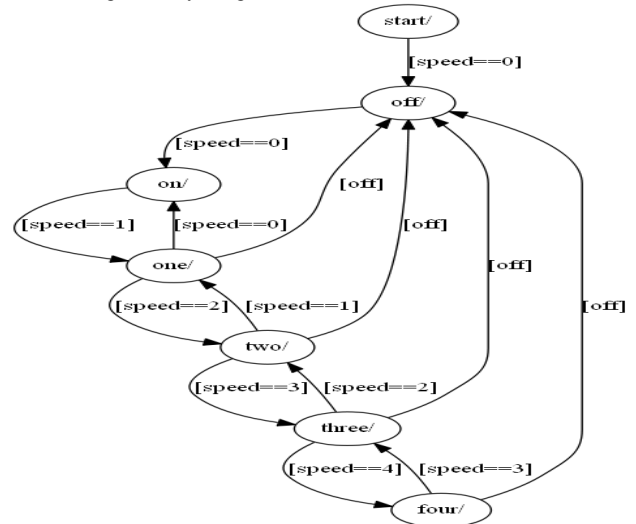 start/
[speed==0]
off/
[speed==0]
on/
[off]
[speed==1]
[speed==0]
[off]
one/
[off]
[speed==2]
[speed==1]
[off]
two/
[speed==3]
[speed==2]
three/
[speed==4]
[speed==3]
four/